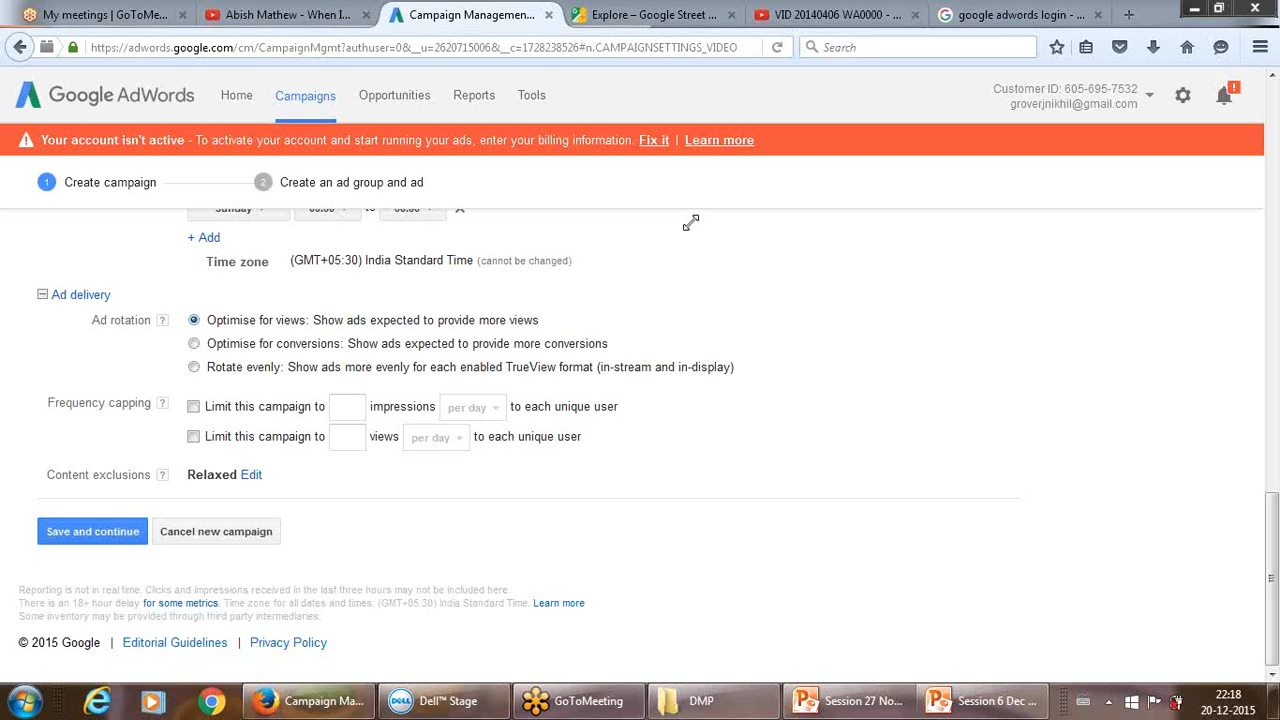 My meetings | GoToMe...
Abish Mathew - When I...
Campaign Management...
Explore – Google Street ...
VID 20140406 WA0000 - ...
google adwords login - ...
https://adwords.google.com/cm/CampaignMgmt?authuser=0&__u=2620715006&__c=1728238526#n.CAMPAIGNSETTINGS_VIDEO
Search
Google AdWords
Home Campaigns Opportunities Reports Tools
Customer ID: 605-695-7532
groverjnikhil@gmail.com
Your account isn't active - To activate your account and start running your ads, enter your billing information. Fix it | Learn more
1 Create campaign 2 Create an ad group and ad
Sunday to
+ Add
Time zone (GMT+05:30) India Standard Time (cannot be changed)
Ad delivery
Ad rotation ? Optimise for views: Show ads expected to provide more views
Optimise for conversions: Show ads expected to provide more conversions
Rotate evenly: Show ads more evenly for each enabled TrueView format (in-stream and in-display)
Frequency capping ? Limit this campaign to impressions per day to each unique user
Limit this campaign to views per day to each unique user
Content exclusions ? Relaxed Edit
Save and continue Cancel new campaign
Reporting is not in real time. Clicks and impressions received in the last three hours may not be included here.
There is an 18+ hour delay for some metrics. Time zone for all dates and times: (GMT+05:30) India Standard Time. Learn more
Some inventory may be provided through third party intermediaries.
© 2015 Google | Editorial Guidelines | Privacy Policy
Campaign Ma... Dell™ Stage GoToMeeting DMP Session 27 No... Session 6 Dec ...
22:18
20-12-2015